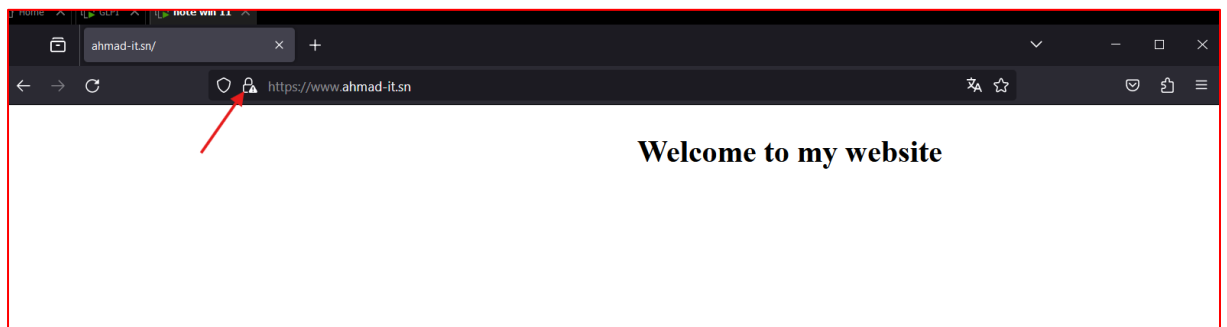 Home GLPI note win 11
ahmad-it.sn/
https://www.ahmad-it.sn
Welcome to my website